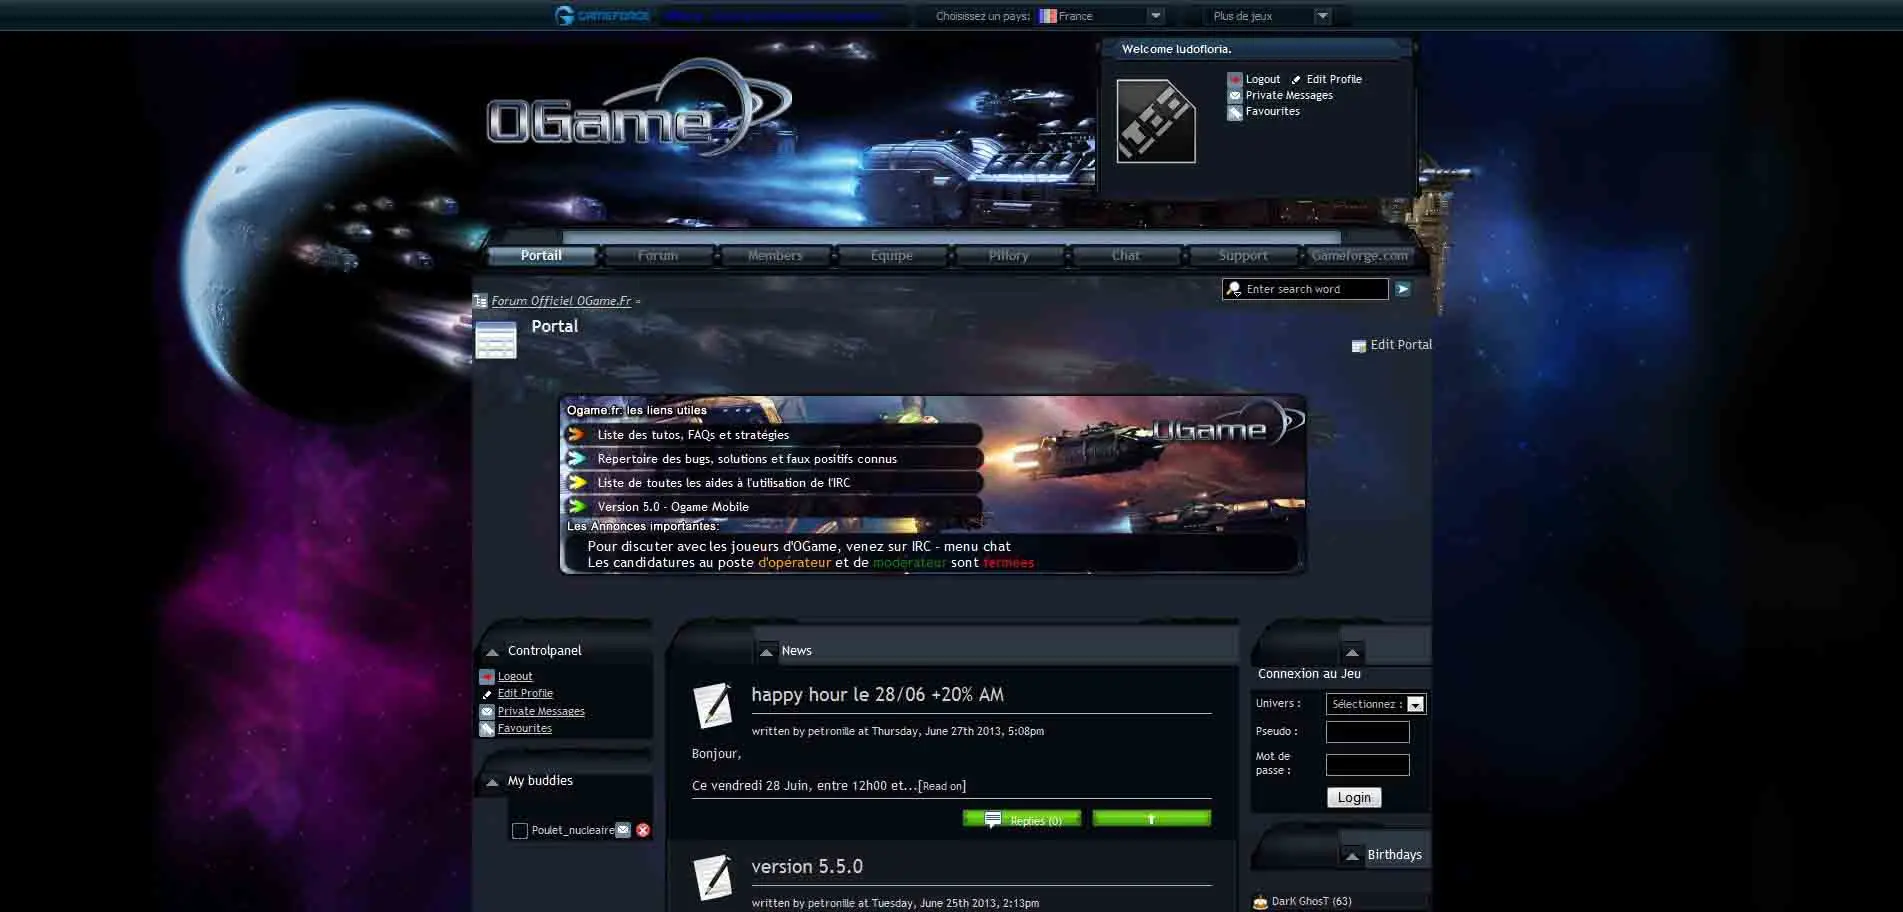 GAMEFORGE
Choisissez un pays: France
Plus de jeux
Welcome ludofloria.
Logout Edit Profile
Private Messages
Favourites
OGame
Portail Forum Members Equipe Pillory Chat Support Gameforge.com
Enter search word
Forum Officiel OGame.Fr »
Portal
Edit Portal
Ogame.fr: les liens utiles
OGame
Liste des tutos, FAQs et stratégies
Répertoire des bugs, solutions et faux positifs connus
Liste de toutes les aides à l'utilisation de l'IRC
Version 5.0 - Ogame Mobile
Les Annonces importantes:
Pour discuter avec les joueurs d'OGame, venez sur IRC - menu chat
Les candidatures au poste d'opérateur et de modérateur sont fermées
Controlpanel
Logout
Edit Profile
Private Messages
Favourites
My buddies
Poulet_nucleaire
News
happy hour le 28/06 +20% AM
written by petronille at Thursday, June 27th 2013, 5:08pm
Bonjour,
Ce vendredi 28 Juin, entre 12h00 et...[Read on]
Replies (0)
version 5.5.0
written by petronille at Tuesday, June 25th 2013, 2:13pm
Connexion au Jeu
Univers : Sélectionnez :
Pseudo :
Mot de
passe :
Login
Birthdays
DarK GhosT (63)